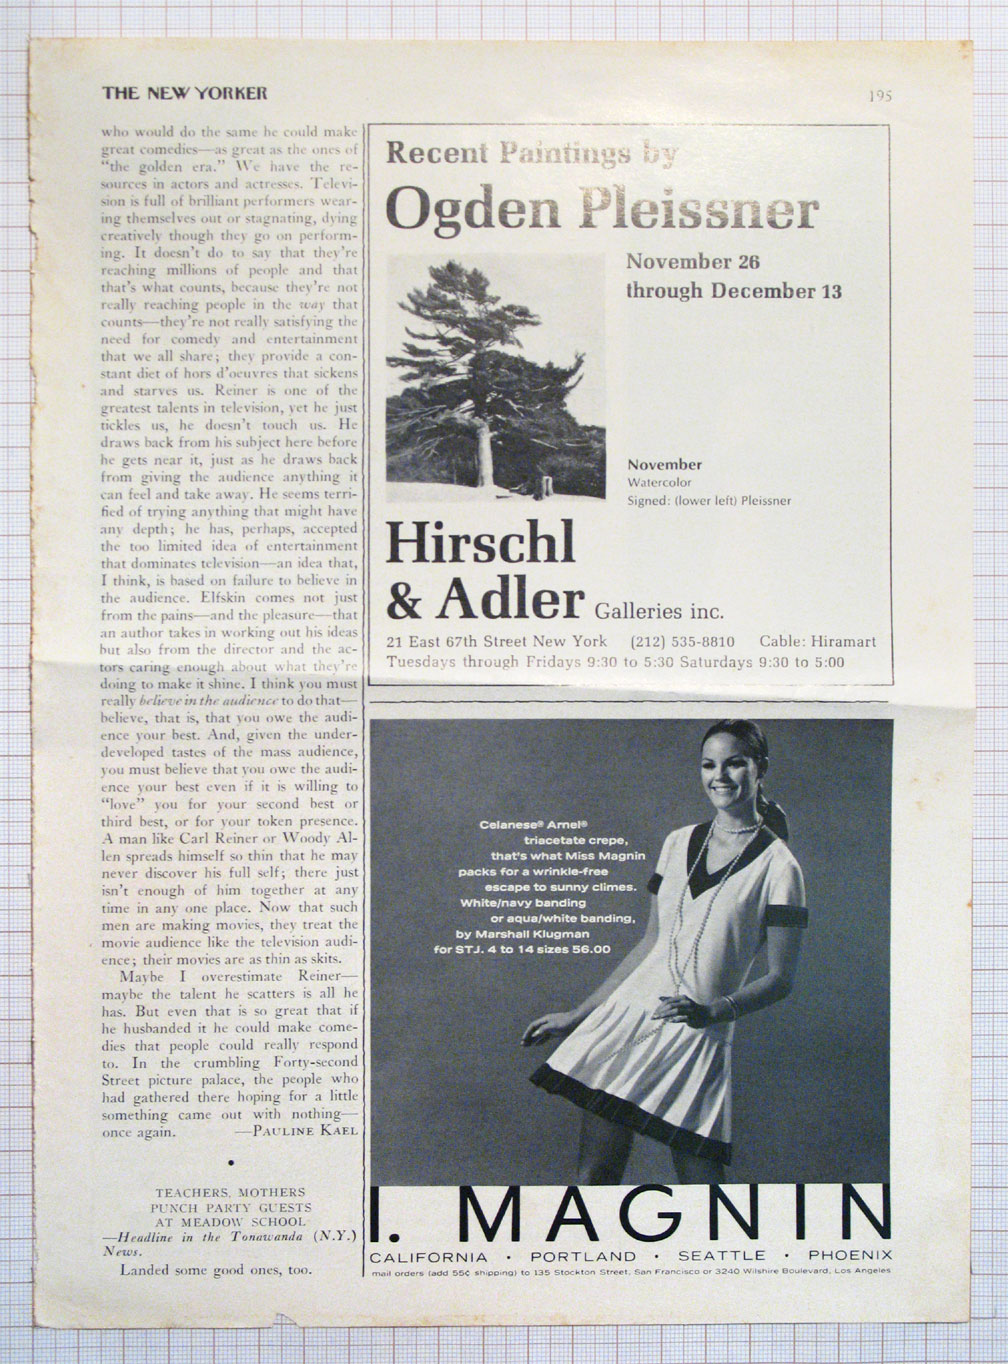 THE NEW YORKER
195
who would do the same he could make
great comedies—as great as the ones of
"the golden era." We have the re-
sources in actors and actresses. Televi-
sion is full of brilliant performers wear-
ing themselves out or stagnating, dying
creatively though they go on perform-
ing. It doesn't do to say that they're
reaching millions of people and that
that's what counts, because they're not
really reaching people in the way that
counts—they're not really satisfying the
need for comedy and entertainment
that we all share; they provide a con-
stant diet of hors d'oeuvres that sickens
and starves us. Reiner is one of the
greatest talents in television, yet he just
tickles us, he doesn't touch us. He
draws back from his subject here before
he gets near it, just as he draws back
from giving the audience anything it
can feel and take away. He seems terri-
fied of trying anything that might have
any depth; he has, perhaps, accepted
the too limited idea of entertainment
that dominates television—an idea that,
I think, is based on failure to believe in
the audience. Elfskin comes not just
from the pains—and the pleasure—that
an author takes in working out his ideas
but also from the director and the ac-
tors caring enough about what they're
doing to make it shine. I think you must
really believe in the audience to do that—
believe, that is, that you owe the audi-
ence your best. And, given the under-
developed tastes of the mass audience,
you must believe that you owe the audi-
ence your best even if it is willing to
"love" you for your second best or
third best, or for your token presence.
A man like Carl Reiner or Woody Al-
len spreads himself so thin that he may
never discover his full self; there just
isn't enough of him together at any
time in any one place. Now that such
men are making movies, they treat the
movie audience like the television audi-
ence; their movies are as thin as skits.
Maybe I overestimate Reiner—
maybe the talent he scatters is all he
has. But even that is so great that if
he husbanded it he could make come-
dies that people could really respond
to. In the crumbling Forty-second
Street picture palace, the people who
had gathered there hoping for a little
something came out with nothing—
once again. —PAULINE KAEL
•
TEACHERS, MOTHERS
PUNCH PARTY GUESTS
AT MEADOW SCHOOL
—Headline in the Tonawanda (N.Y.)
News.
Landed some good ones, too.
Recent Paintings by
Ogden Pleissner
November 26
through December 13
November
Watercolor
Signed: (lower left) Pleissner
Hirschl
& Adler Galleries inc.
21 East 67th Street New York (212) 535-8810 Cable: Hiramart
Tuesdays through Fridays 9:30 to 5:30 Saturdays 9:30 to 5:00
Celanese® Arnel®
triacetate crepe,
that's what Miss Magnin
packs for a wrinkle-free
escape to sunny climes.
White/navy banding
or aqua/white banding,
by Marshall Klugman
for STJ. 4 to 14 sizes 56.00
I. MAGNIN
CALIFORNIA • PORTLAND • SEATTLE • PHOENIX
mail orders (add 55¢ shipping) to 135 Stockton Street, San Francisco or 3240 Wilshire Boulevard, Los Angeles